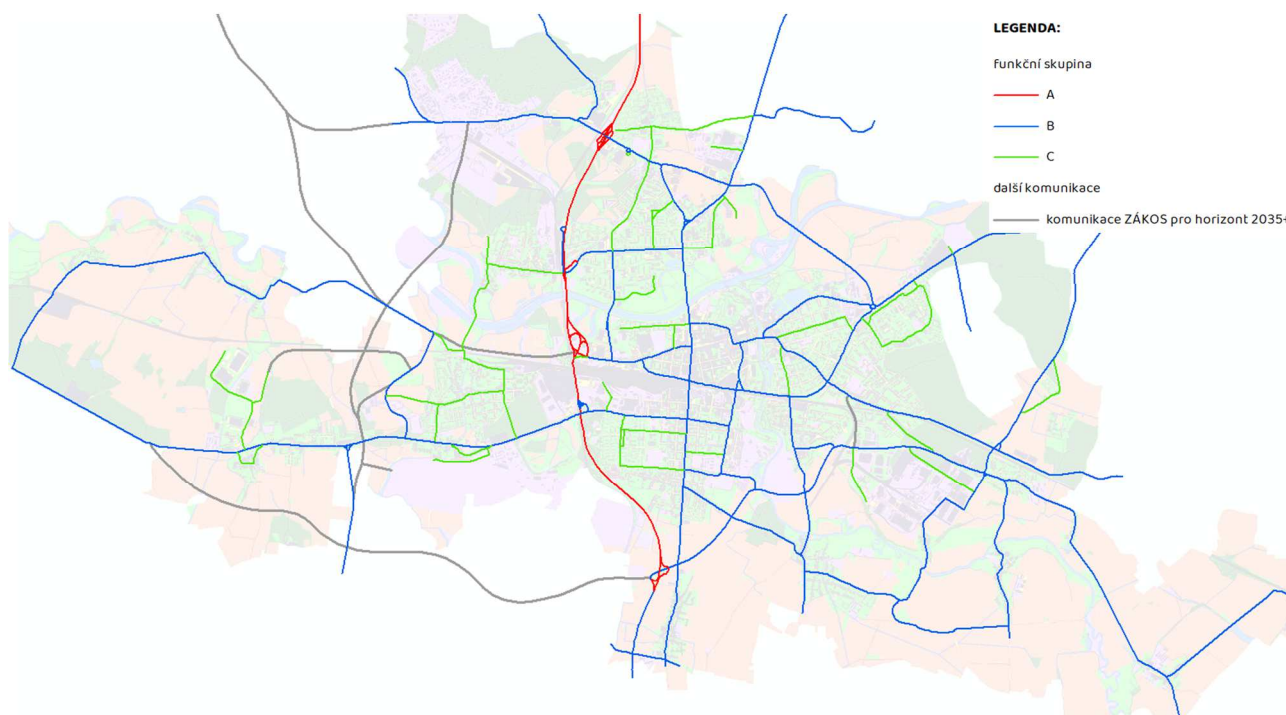 LEGENDA:
funkční skupina
A
B
C
další komunikace
komunikace ZÁKOS pro horizont 2035+